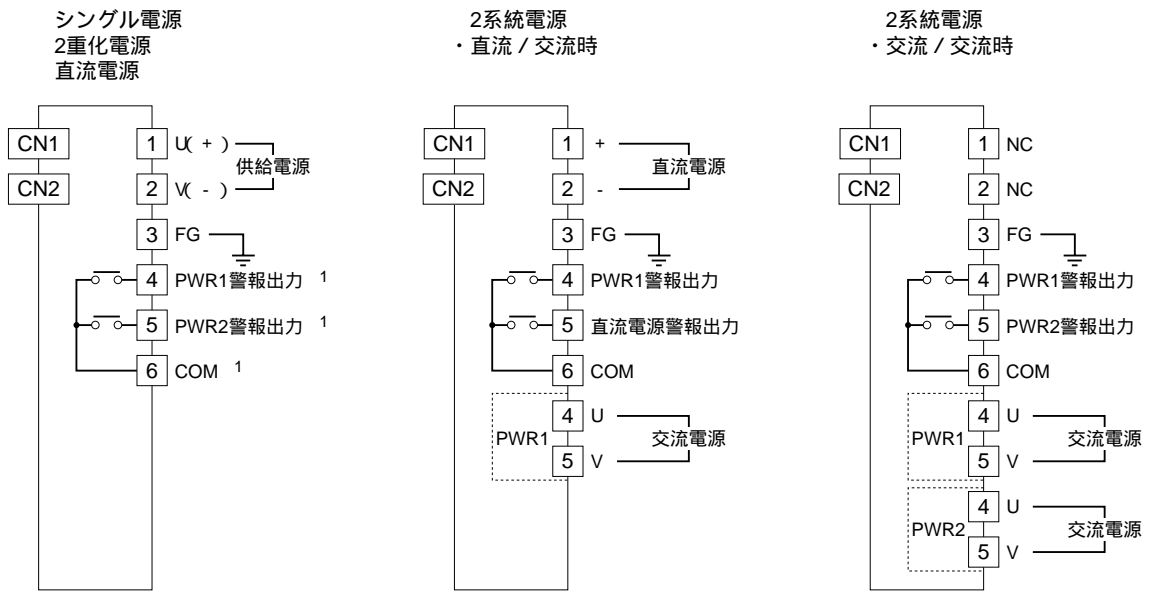 シングル電源
2重化電源
直流電源
CN1
CN2
1 U( + )
供給電源
2 V( - )
3 FG
4 PWR1警報出力 1
5 PWR2警報出力 1
6 COM 1
2系統電源
・直流 / 交流時
CN1
CN2
1 +
直流電源
2 -
3 FG
4 PWR1警報出力
5 直流電源警報出力
6 COM
PWR1
4 U
交流電源
5 V
2系統電源
・交流 / 交流時
CN1
CN2
1 NC
2 NC
3 FG
4 PWR1警報出力
5 PWR2警報出力
6 COM
PWR1
4 U
交流電源
5 V
PWR2
4 U
交流電源
5 V